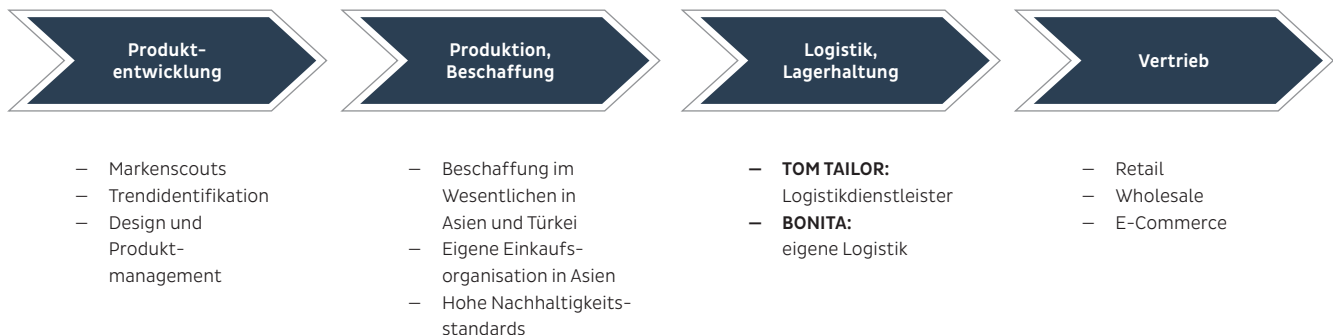 Produkt-
entwicklung
Produktion,
Beschaffung
Logistik,
Lagerhaltung
Vertrieb
– Markenscouts
– Trendidentifikation
– Design und
Produkt-
management
– Beschaffung im
Wesentlichen in
Asien und Türkei
– Eigene Einkaufs-
organisation in Asien
– Hohe Nachhaltigkeits-
standards
– TOM TAILOR:
Logistikdienstleister
– BONITA:
eigene Logistik
– Retail
– Wholesale
– E-Commerce